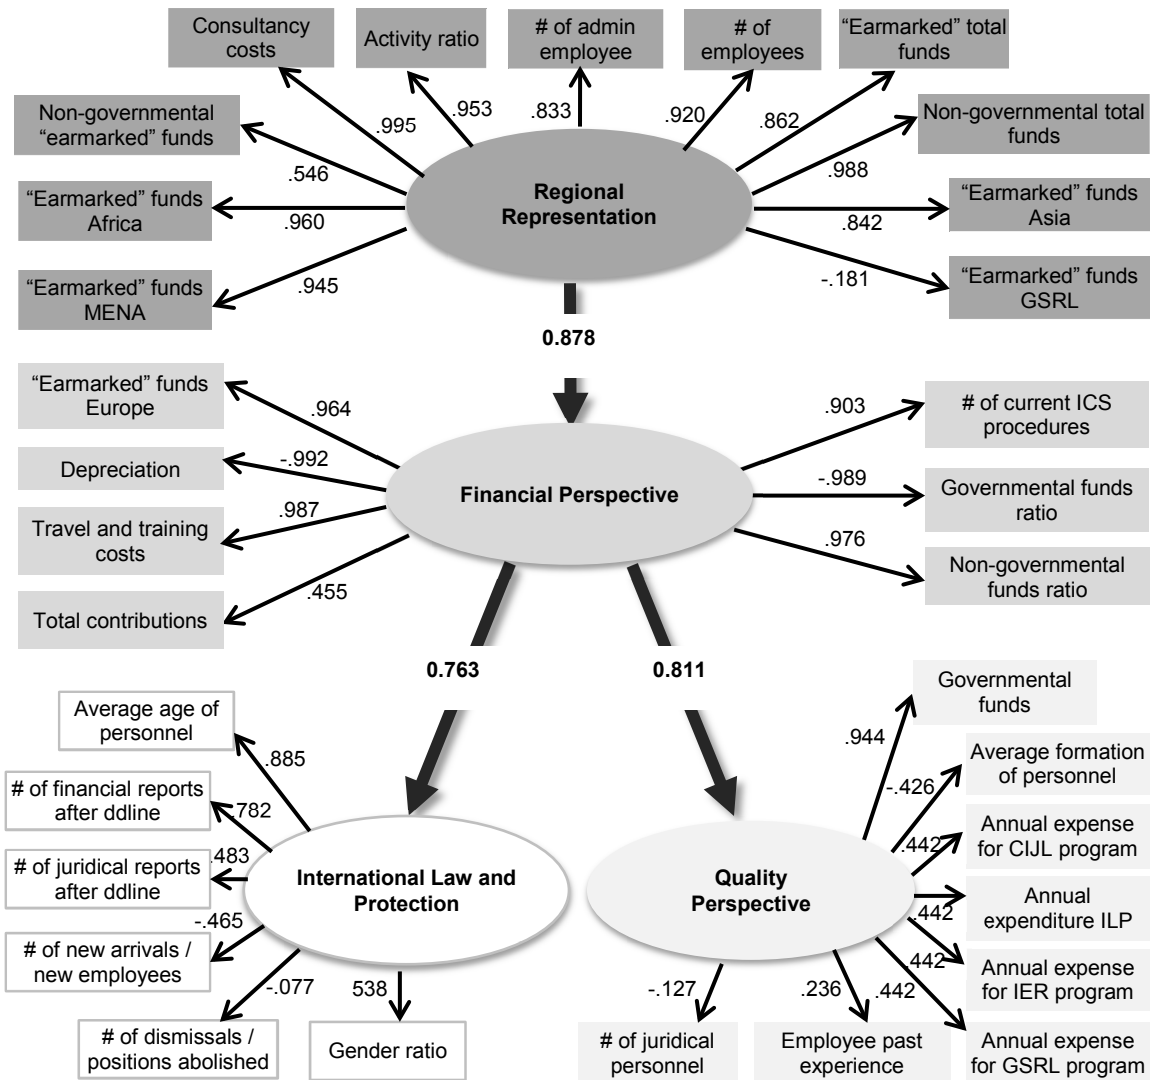 Consultancy
costs
Activity ratio
# of admin
employee
# of
employees
“Earmarked” total
funds
Non-governmental
“earmarked” funds
Non-governmental total
funds
“Earmarked” funds
Africa
“Earmarked” funds
Asia
“Earmarked” funds
MENA
“Earmarked” funds
GSRL
.995
.953
.833
.920
.862
.546
.988
.960
.842
.945
-.181
Regional
Representation
0.878
“Earmarked” funds
Europe
Depreciation
Travel and training
costs
Total contributions
.964
-.992
.987
.455
Financial Perspective
.903
-.989
.976
# of current ICS
procedures
Governmental funds
ratio
Non-governmental
funds ratio
0.763
0.811
Average age of
personnel
# of financial reports
after ddline
# of juridical reports
after ddline
# of new arrivals /
new employees
# of dismissals /
positions abolished
Gender ratio
.885
.782
.483
-.465
-.077
538
International Law and
Protection
Quality
Perspective
Governmental
funds
Average formation
of personnel
Annual expense
for CIJL program
Annual
expenditure ILP
Annual expense
for IER program
Annual expense
for GSRL program
.944
-.426
.442
.442
.442
.442
-.127
.236
# of juridical
personnel
Employee past
experience